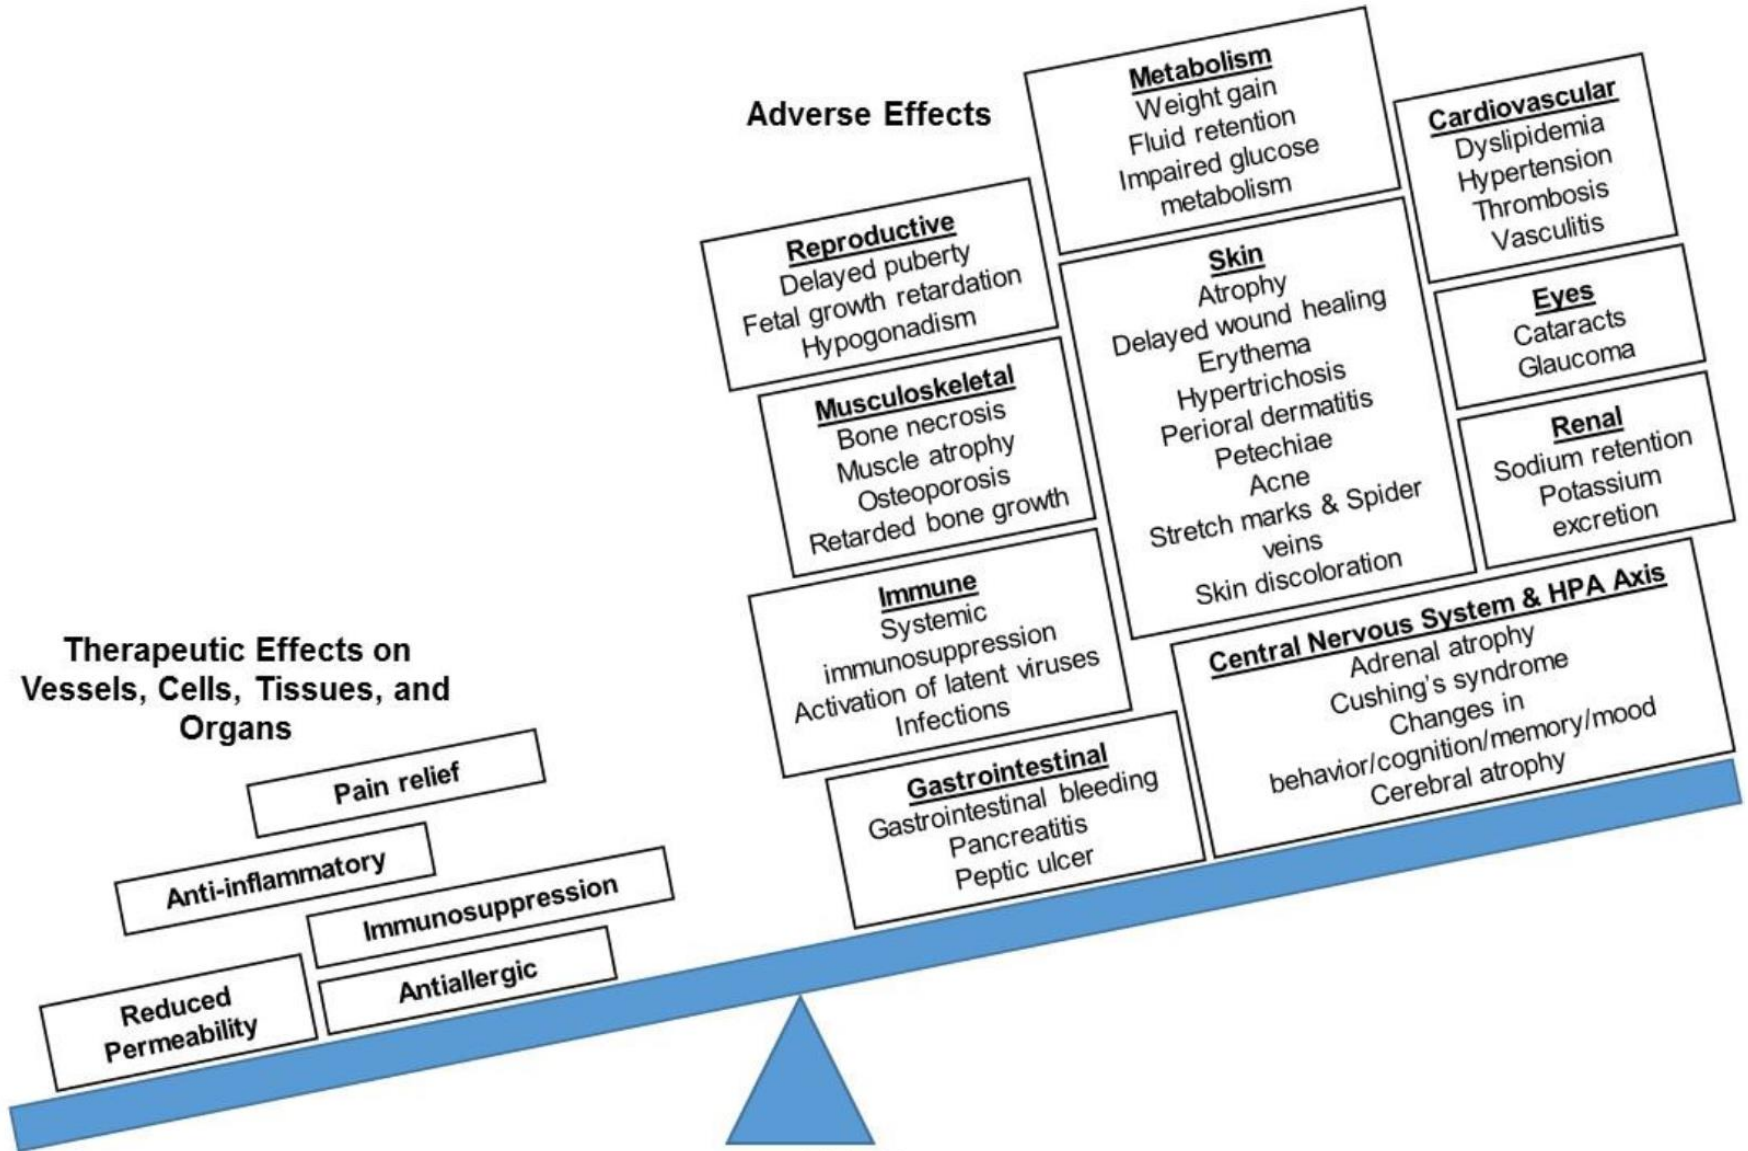 Adverse Effects
Metabolism
Weight gain
Fluid retention
Impaired glucose
metabolism
Cardiovascular
Dyslipidemia
Hypertension
Thrombosis
Vasculitis
Reproductive
Delayed puberty
Fetal growth retardation
Hypogonadism
Skin
Atrophy
Delayed wound healing
Erythema
Hypertrichosis
Perioral dermatitis
Petechiae
Acne
Stretch marks & Spider
veins
Skin discoloration
Eyes
Cataracts
Glaucoma
Musculoskeletal
Bone necrosis
Muscle atrophy
Osteoporosis
Retarded bone growth
Renal
Sodium retention
Potassium
excretion
Immune
Systemic
immunosuppression
Activation of latent viruses
Infections
Central Nervous System & HPA Axis
Adrenal atrophy
Cushing's syndrome
Changes in
behavior/cognition/memory/mood
Cerebral atrophy
Gastrointestinal
Gastrointestinal bleeding
Pancreatitis
Peptic ulcer
Therapeutic Effects on
Vessels, Cells, Tissues, and
Organs
Pain relief
Anti-inflammatory
Immunosuppression
Antiallergic
Reduced
Permeability